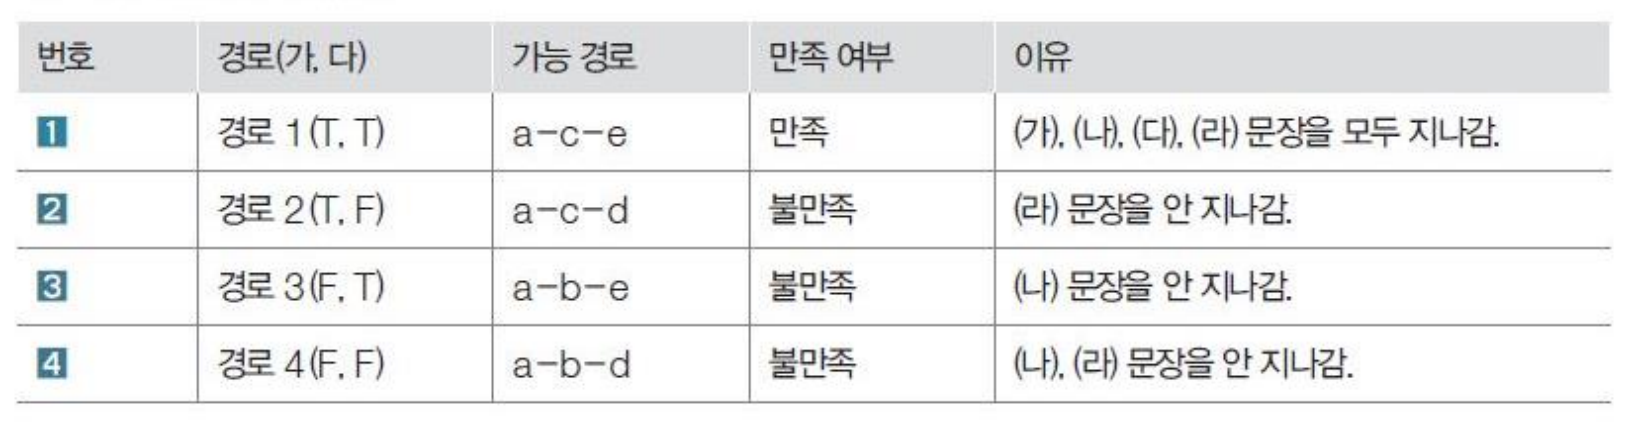 번호 경로(가, 다) 가능 경로 만족 여부 이유
1 경로 1(T, T) a-c-e 만족 (가), (나), (다), (라) 문장을 모두 지나감.
2 경로 2(T, F) a-c-d 불만족 (라) 문장을 안 지나감.
3 경로 3(F, T) a-b-e 불만족 (나) 문장을 안 지나감.
4 경로 4(F, F) a-b-d 불만족 (나), (라) 문장을 안 지나감.